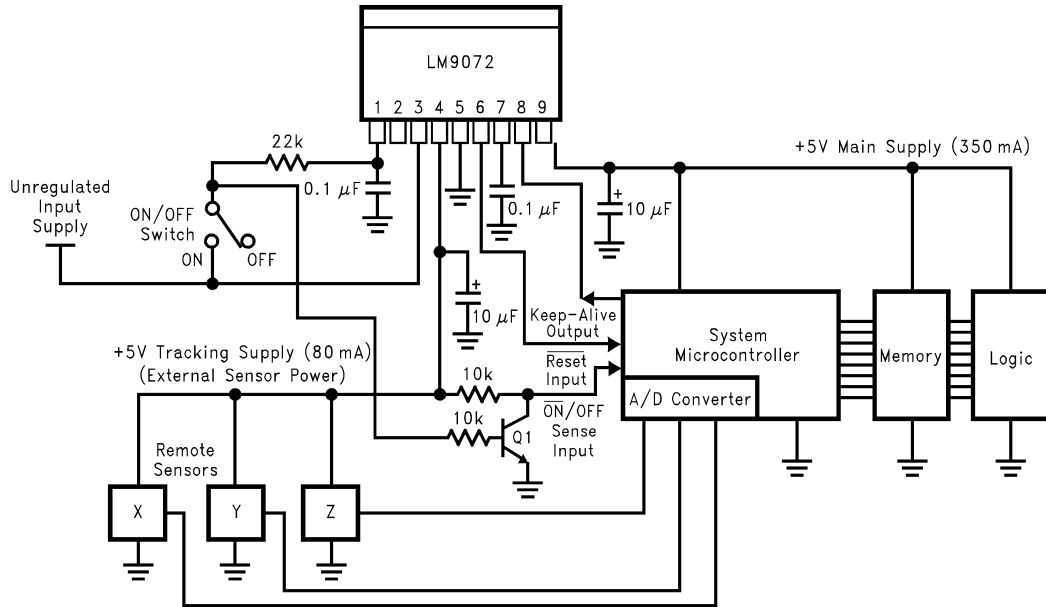 LM9072
1 2 3 4 5 6 7 8 9
22k
0.1 μF
0.1 μF
+
10 μF
+5V Main Supply (350 mA)
Unregulated
Input
Supply
ON/OFF
Switch
ON
OFF
+
10 μF
Keep-Alive
Output
Reset
Input
ON/OFF
Sense
Input
System
Microcontroller
A/D Converter
Memory
Logic
+5V Tracking Supply (80 mA)
(External Sensor Power)
10k
10k
Q1
Remote
Sensors
X
Y
Z